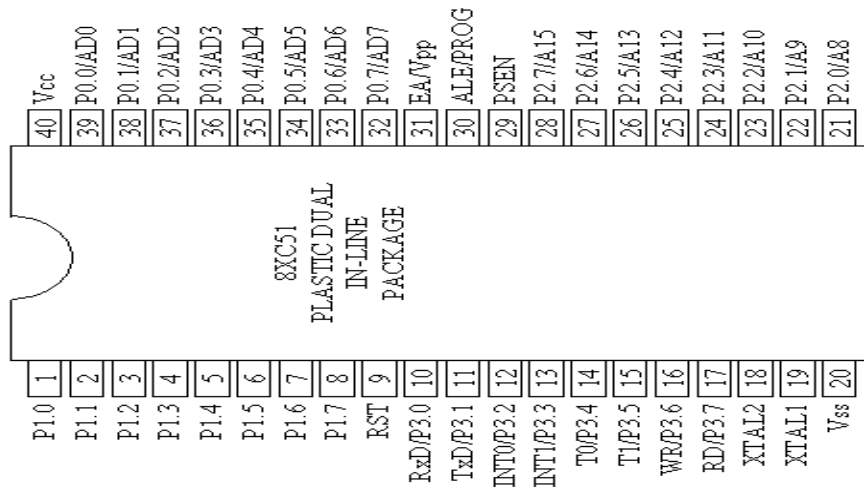 Vcc
P0.0/AD0
P0.1/AD1
P0.2/AD2
P0.3/AD3
P0.4/AD4
P0.5/AD5
P0.6/AD6
P0.7/AD7
EA/Vpp
ALE/PROG
PSEN
P2.7/A15
P2.6/A14
P2.5/A13
P2.4/A12
P2.3/A11
P2.2/A10
P2.1/A9
P2.0/A8
40
39
38
37
36
35
34
33
32
31
30
29
28
27
26
25
24
23
22
21
8XC51
PLASTIC DUAL
IN-LINE
PACKAGE
1
2
3
4
5
6
7
8
9
10
11
12
13
14
15
16
17
18
19
20
P1.0
P1.1
P1.2
P1.3
P1.4
P1.5
P1.6
P1.7
RST
RxD/P3.0
TxD/P3.1
INT0/P3.2
INT1/P3.3
T0/P3.4
T1/P3.5
WR/P3.6
RD/P3.7
XTAL2
XTAL1
Vss